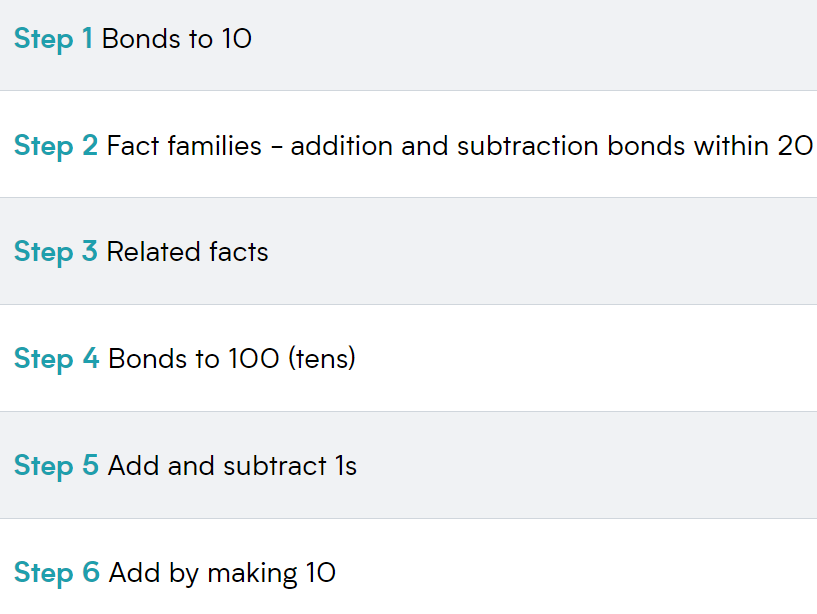 Step 1 Bonds to 10
Step 2 Fact families - addition and subtraction bonds within 20
Step 3 Related facts
Step 4 Bonds to 100 (tens)
Step 5 Add and subtract 1s
Step 6 Add by making 10